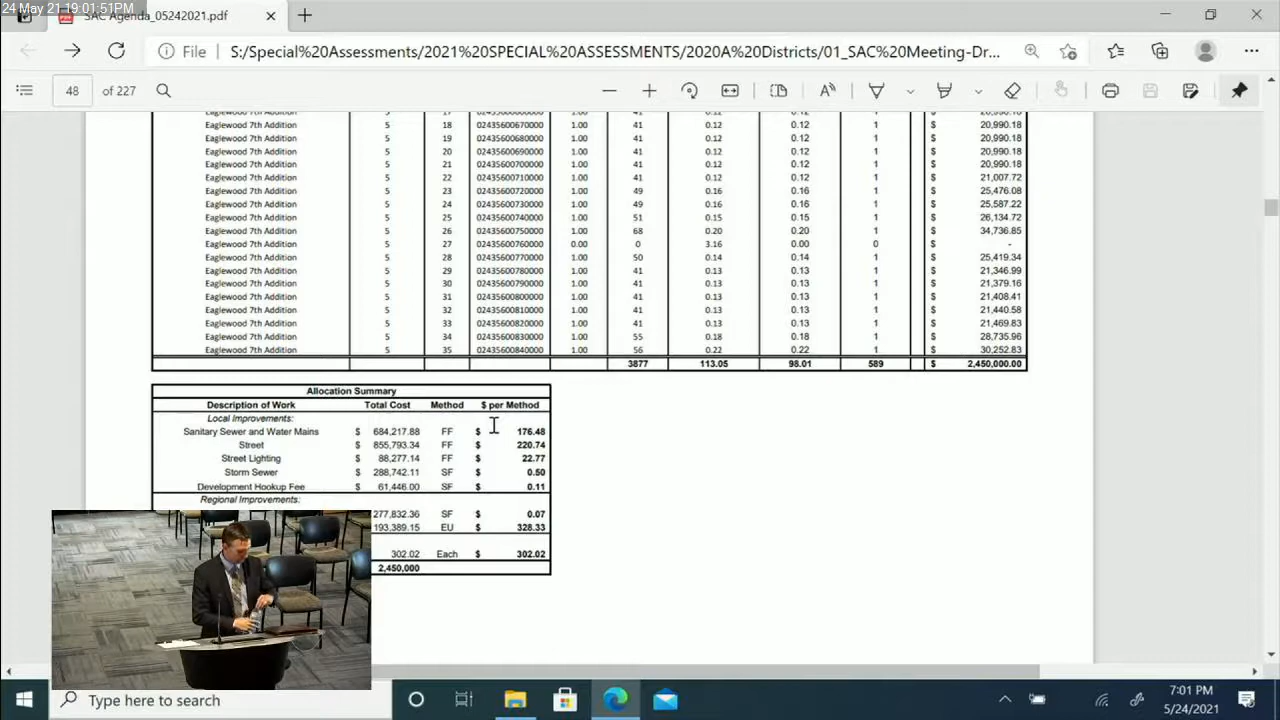 24 May 21 19:01:51PM
SAC Agenda_05242021.pdf
File S:/Special%20Assessments/2021%20SPECIAL%20ASSESSMENTS/2020A%20Districts/01_SAC%20Meeting-Dr...
48 of 227
Eaglewood 7th Addition 5 18 02435600670000 1.00 41 0.12 0.12 1 $ 20,990.18
Eaglewood 7th Addition 5 19 02435600680000 1.00 41 0.12 0.12 1 $ 20,990.18
Eaglewood 7th Addition 5 20 02435600690000 1.00 41 0.12 0.12 1 $ 20,990.18
Eaglewood 7th Addition 5 21 02435600700000 1.00 41 0.12 0.12 1 $ 20,990.18
Eaglewood 7th Addition 5 22 02435600710000 1.00 41 0.12 0.12 1 $ 21,007.72
Eaglewood 7th Addition 5 23 02435600720000 1.00 49 0.16 0.16 1 $ 25,476.08
Eaglewood 7th Addition 5 24 02435600730000 1.00 49 0.16 0.16 1 $ 25,587.22
Eaglewood 7th Addition 5 25 02435600740000 1.00 51 0.15 0.15 1 $ 26,134.72
Eaglewood 7th Addition 5 26 02435600750000 1.00 68 0.20 0.20 1 $ 34,736.85
Eaglewood 7th Addition 5 27 02435600760000 0.00 0 3.16 0.00 0 $ -
Eaglewood 7th Addition 5 28 02435600770000 1.00 50 0.14 0.14 1 $ 25,419.34
Eaglewood 7th Addition 5 29 02435600780000 1.00 41 0.13 0.13 1 $ 21,346.99
Eaglewood 7th Addition 5 30 02435600790000 1.00 41 0.13 0.13 1 $ 21,379.16
Eaglewood 7th Addition 5 31 02435600800000 1.00 41 0.13 0.13 1 $ 21,408.41
Eaglewood 7th Addition 5 32 02435600810000 1.00 41 0.13 0.13 1 $ 21,440.58
Eaglewood 7th Addition 5 33 02435600820000 1.00 41 0.13 0.13 1 $ 21,469.83
Eaglewood 7th Addition 5 34 02435600830000 1.00 55 0.18 0.18 1 $ 28,735.96
Eaglewood 7th Addition 5 35 02435600840000 1.00 56 0.22 0.22 1 $ 30,252.83
3877 113.05 98.01 589 $ 2,450,000.00
Allocation Summary
Description of Work Total Cost Method $ per Method
Local Improvements:
Sanitary Sewer and Water Mains $ 684,217.88 FF $ 176.48
Street $ 855,793.34 FF $ 220.74
Street Lighting $ 88,277.14 FF $ 22.77
Storm Sewer $ 288,742.11 SF $ 0.50
Development Hookup Fee $ 61,446.00 SF $ 0.11
Regional Improvements:
277,832.36 SF $ 0.07
193,389.15 EU $ 328.33
302.02 Each $ 302.02
2,450,000
Type here to search
7:01 PM
5/24/2021